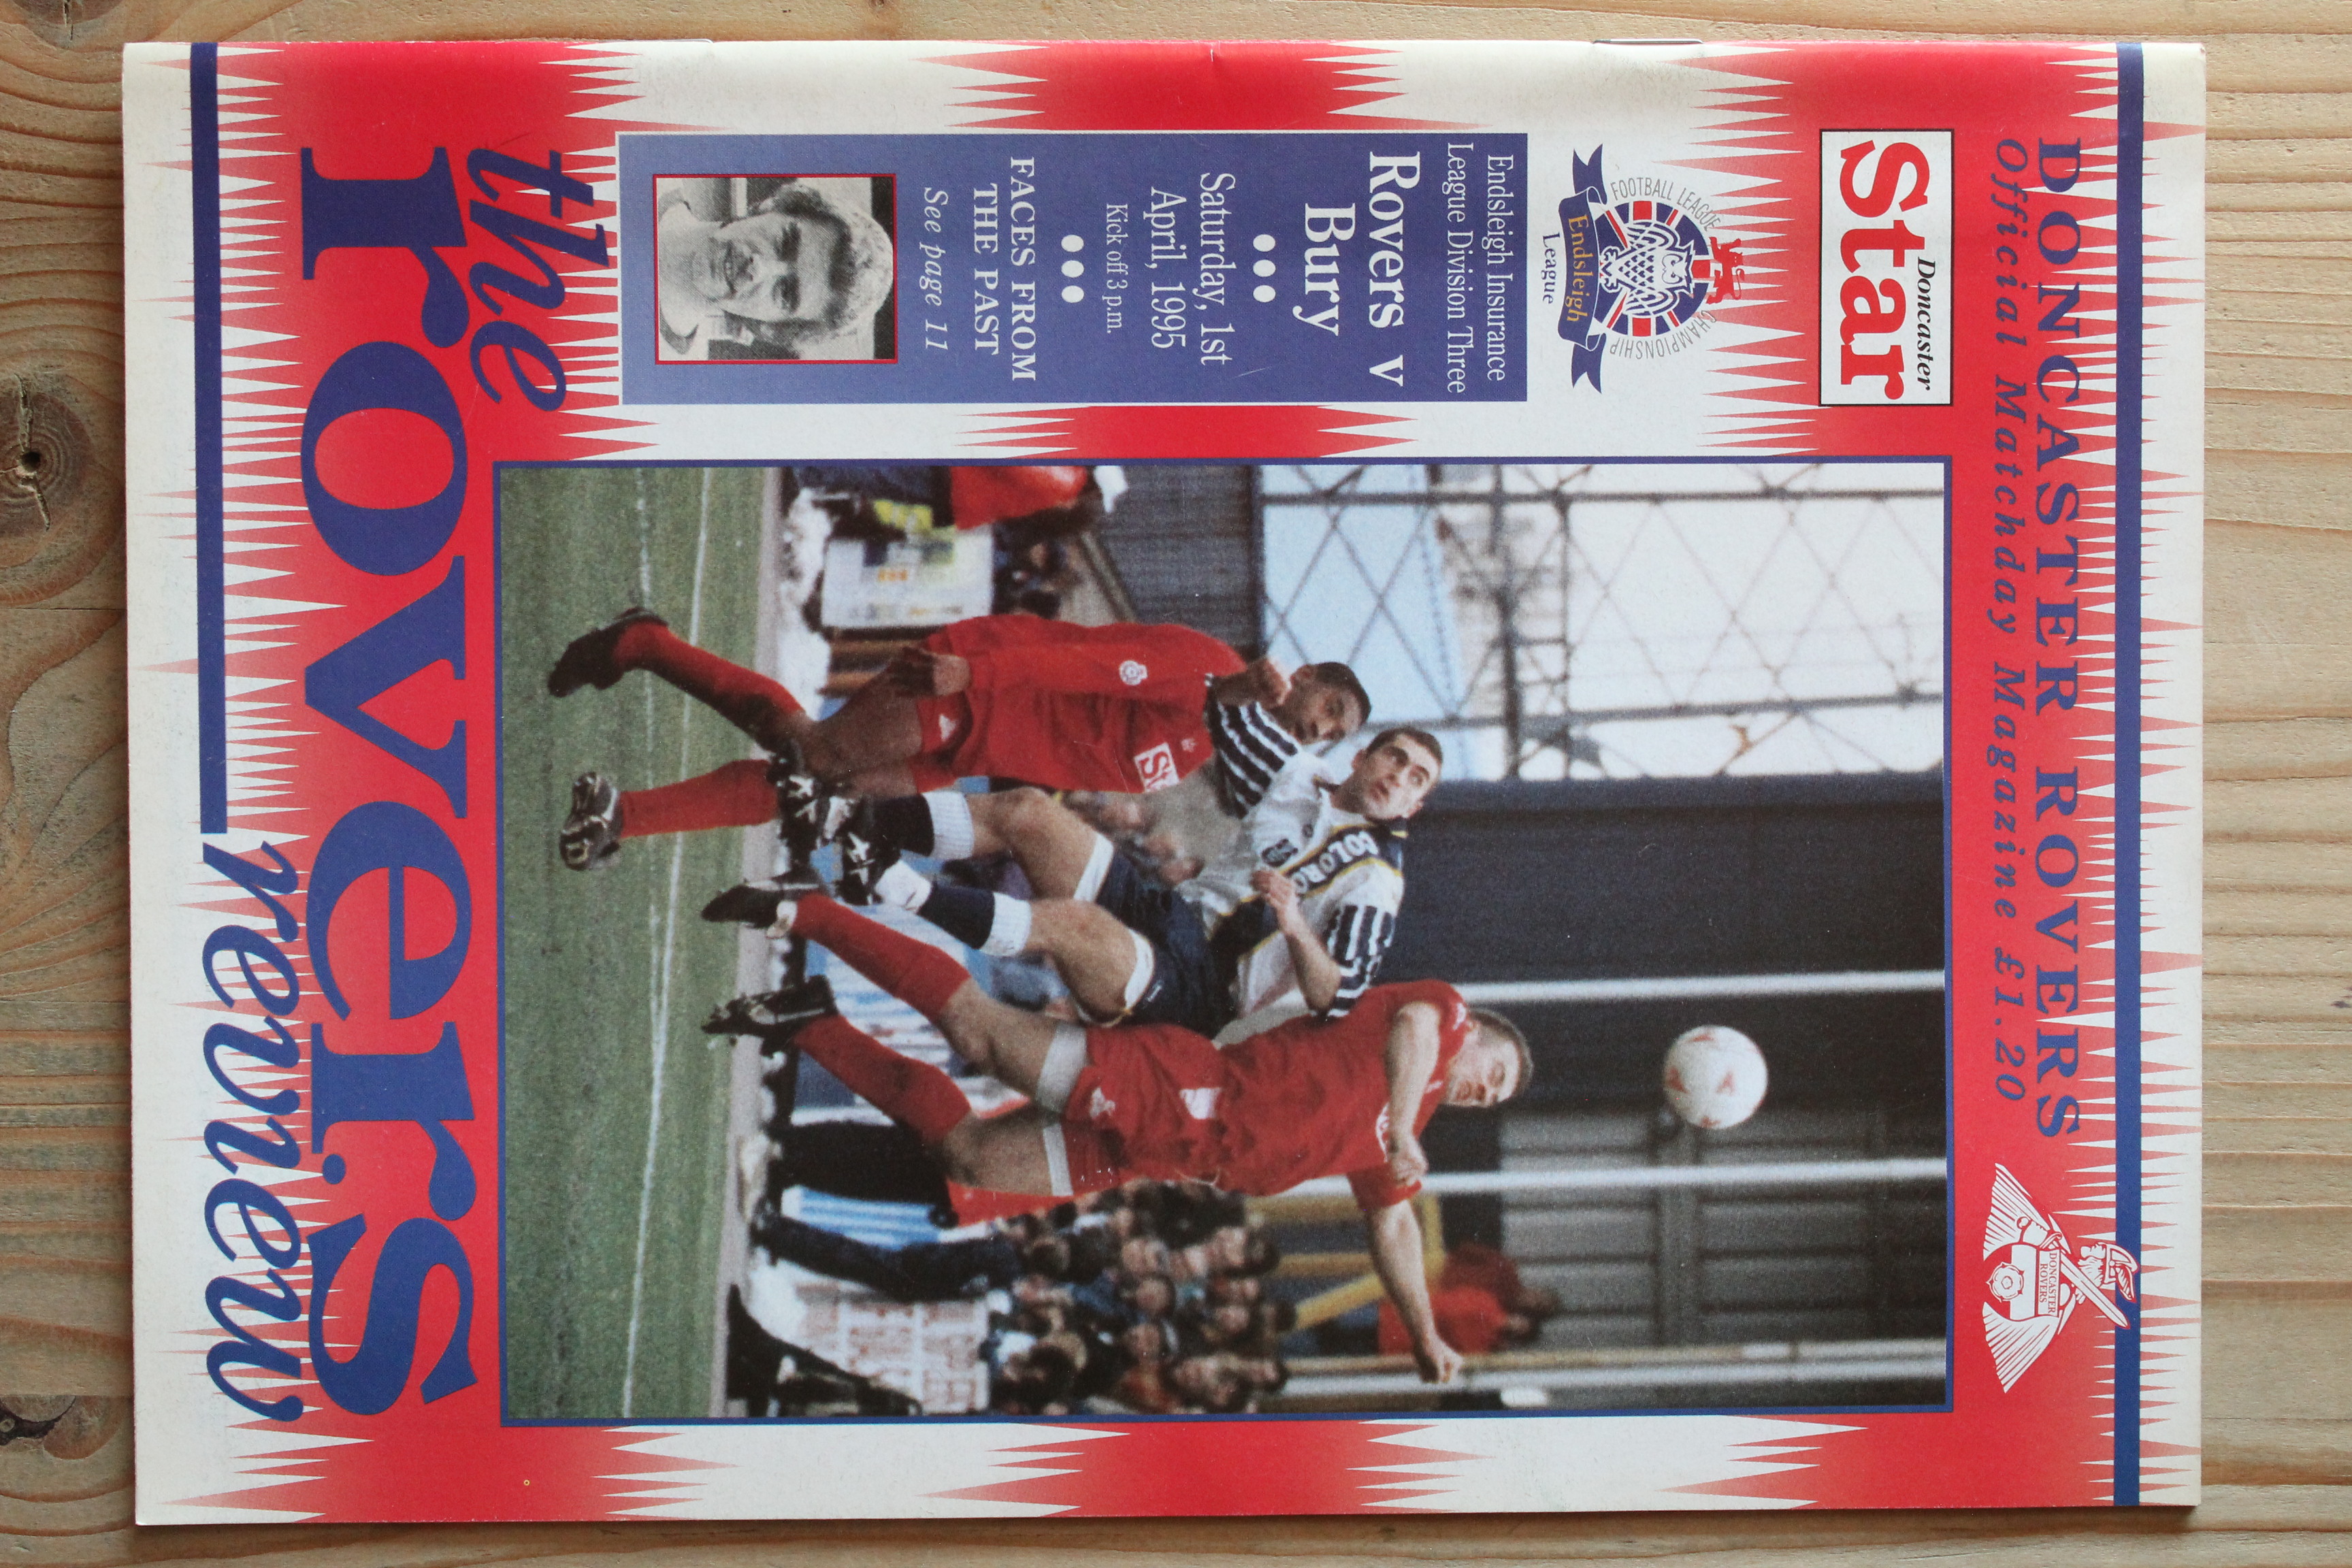 DONCASTER ROVERS
Official Matchday Magazine £1.20
DONCASTER
ROVERS
Doncaster
Star
FOOTBALL LEAGUE CHAMPIONSHIP
Endsleigh
League
Endsleigh Insurance
League Division Three
Rovers v
Bury
Saturday, 1st
April, 1995
Kick off 3 p.m.
FACES FROM
THE PAST
See page 11
St
COLORO
the
rovers
review